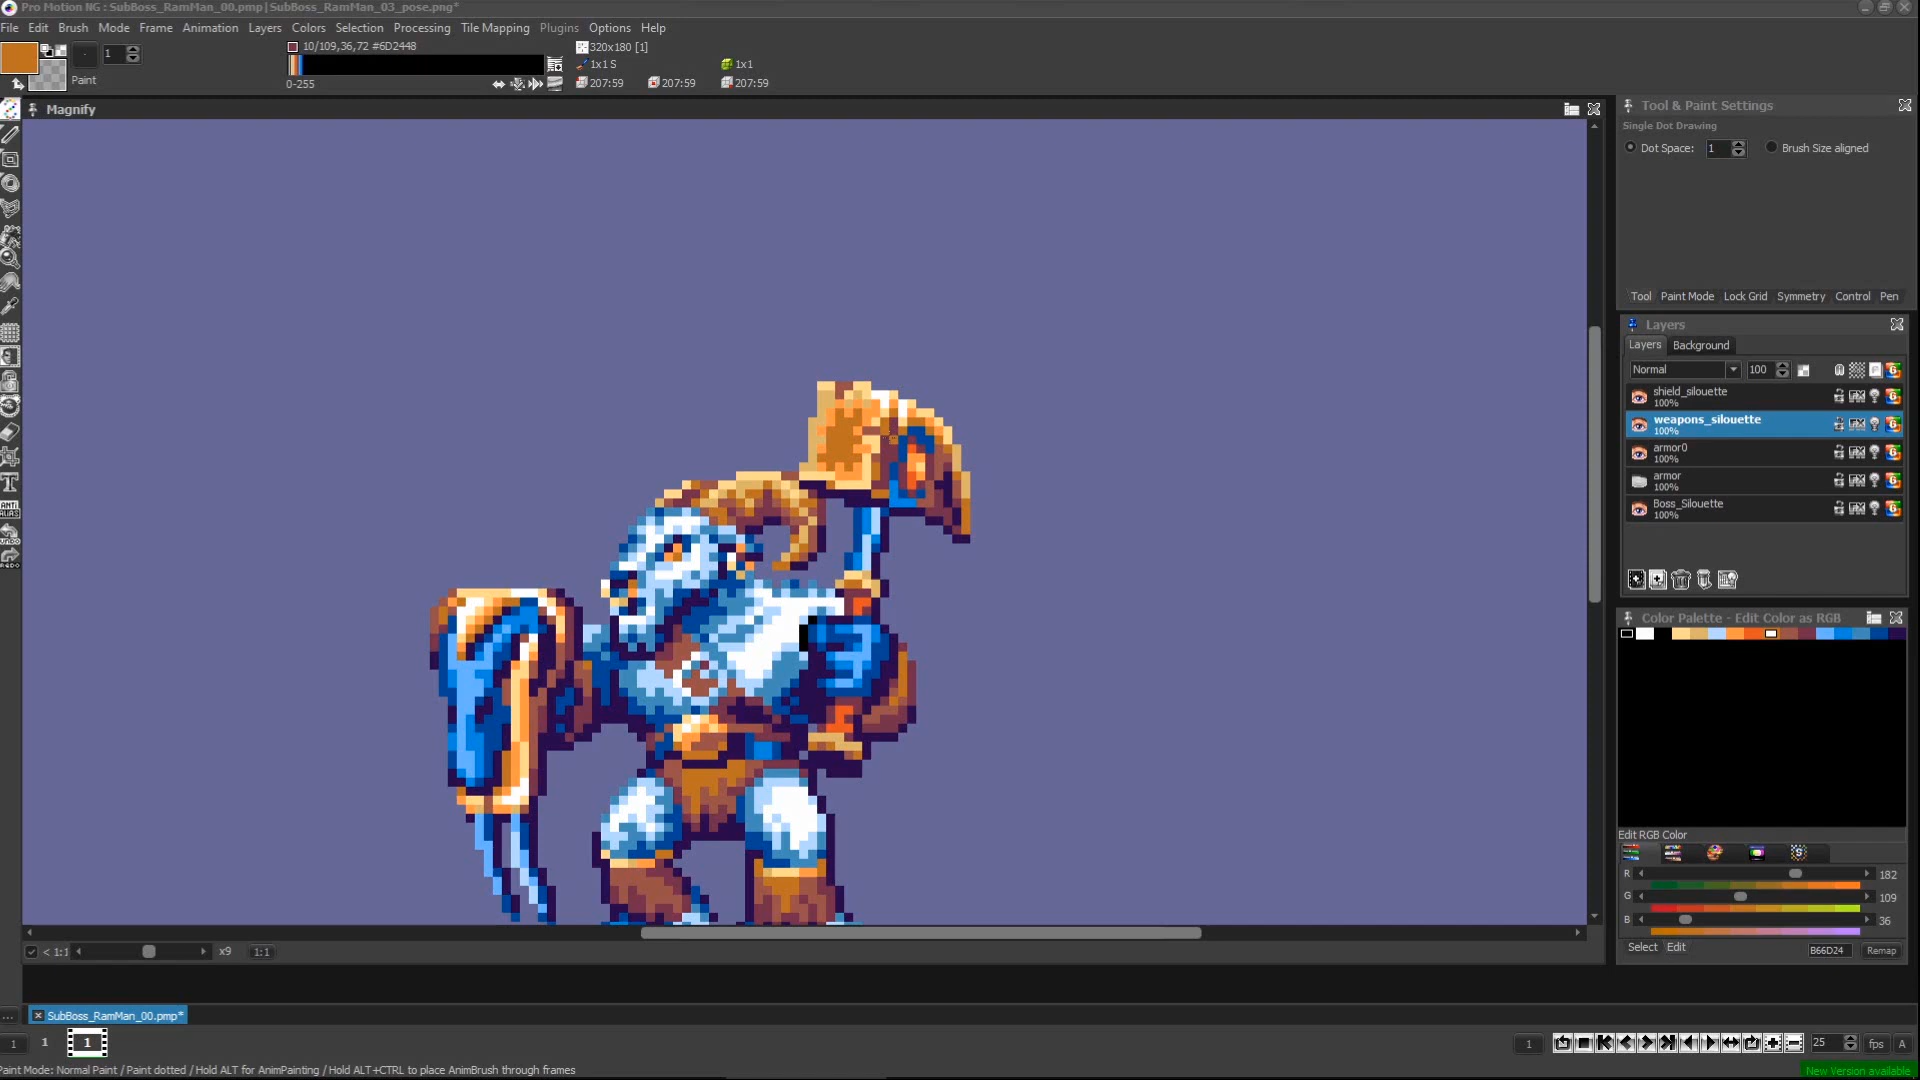 Pro Motion NG : SubBoss_RamMan_00.pmp|SubBoss_RamMan_03_pose.png*
File Edit Brush Mode Frame Animation Layers Colors Selection Processing Tile Mapping Plugins Options Help
1
Paint
10/109,36,72 #6D2448
0-255
320x180 [1]
1x1 S
1x1
207:59
207:59
207:59
Magnify
Tool & Paint Settings
Single Dot Drawing
Dot Space: 1
Brush Size aligned
Tool Paint Mode Lock Grid Symmetry Control Pen
Layers
Layers Background
Normal 100
shield_silouette
100%
weapons_silouette
100%
armor0
100%
armor
100%
Boss_Silouette
100%
Color Palette - Edit Color as RGB
Edit RGB Color
R 182
G 109
B 36
Select Edit B66D24 Remap
T
ANTI
ALIAS
UNDO
REDO
< 1:1 x9 1:1
SubBoss_RamMan_00.pmp*
1 1 1
1 25 fps A
Paint Mode: Normal Paint / Paint dotted / Hold ALT for AnimPainting / Hold ALT+CTRL to place AnimBrush through frames
New Version available